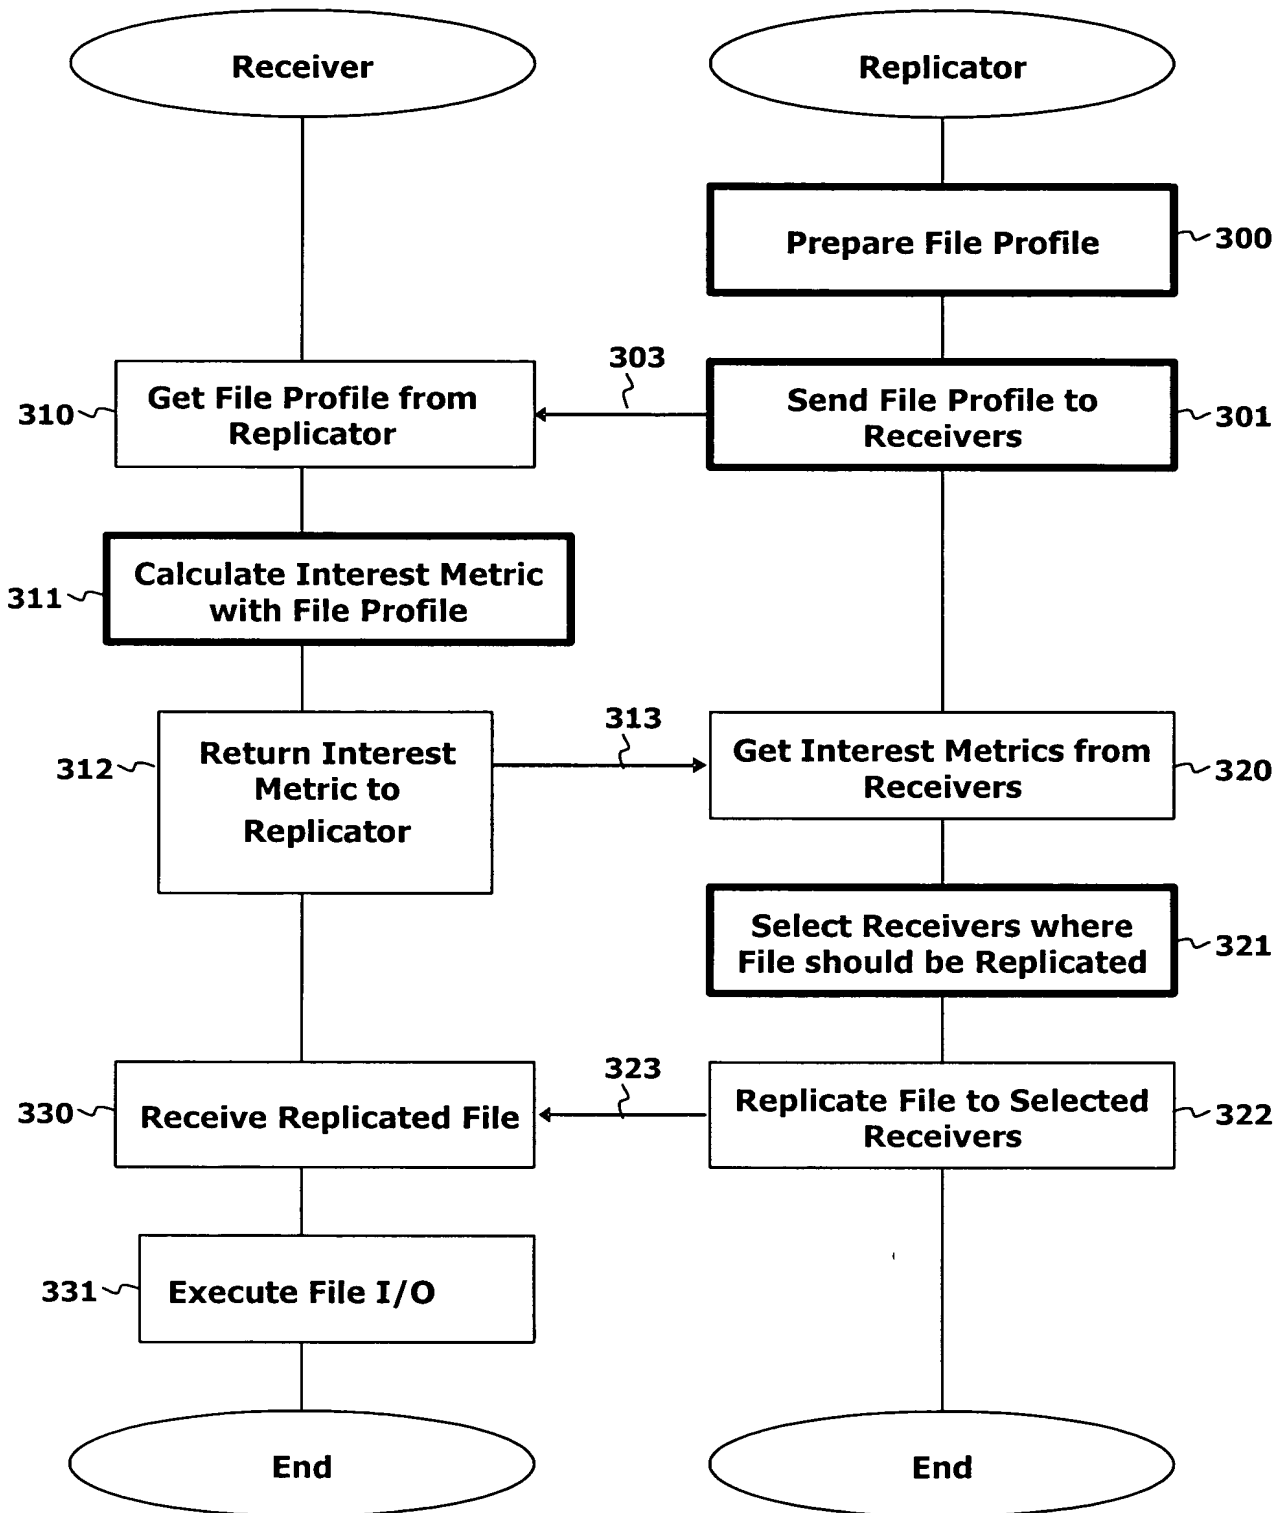 Receiver
Replicator
Prepare File Profile
300
303
310
Get File Profile from
Replicator
Send File Profile to
Receivers
301
311
Calculate Interest Metric
with File Profile
312
Return Interest
Metric to
Replicator
313
Get Interest Metrics from
Receivers
320
Select Receivers where
File should be Replicated
321
330
Receive Replicated File
323
Replicate File to Selected
Receivers
322
331
Execute File I/O
End
End